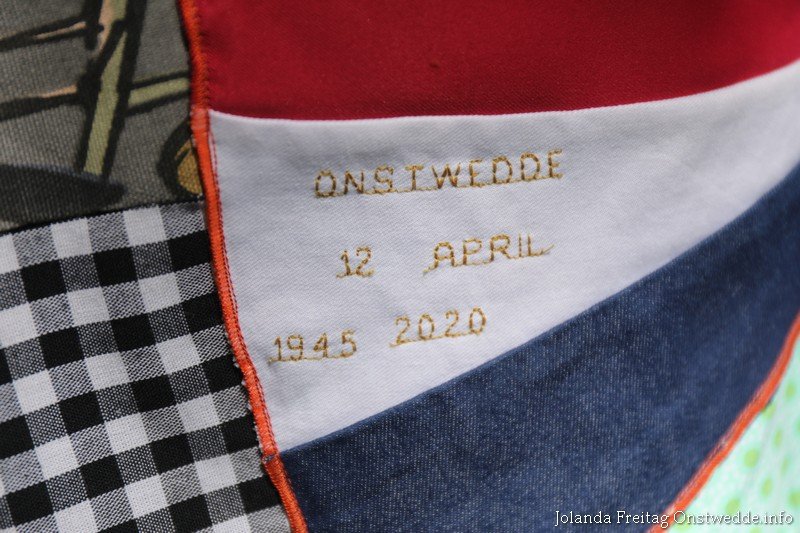 ONSTWEDDE
12 APRIL
1945 2020
Jolanda Freitag Onstwedde.info